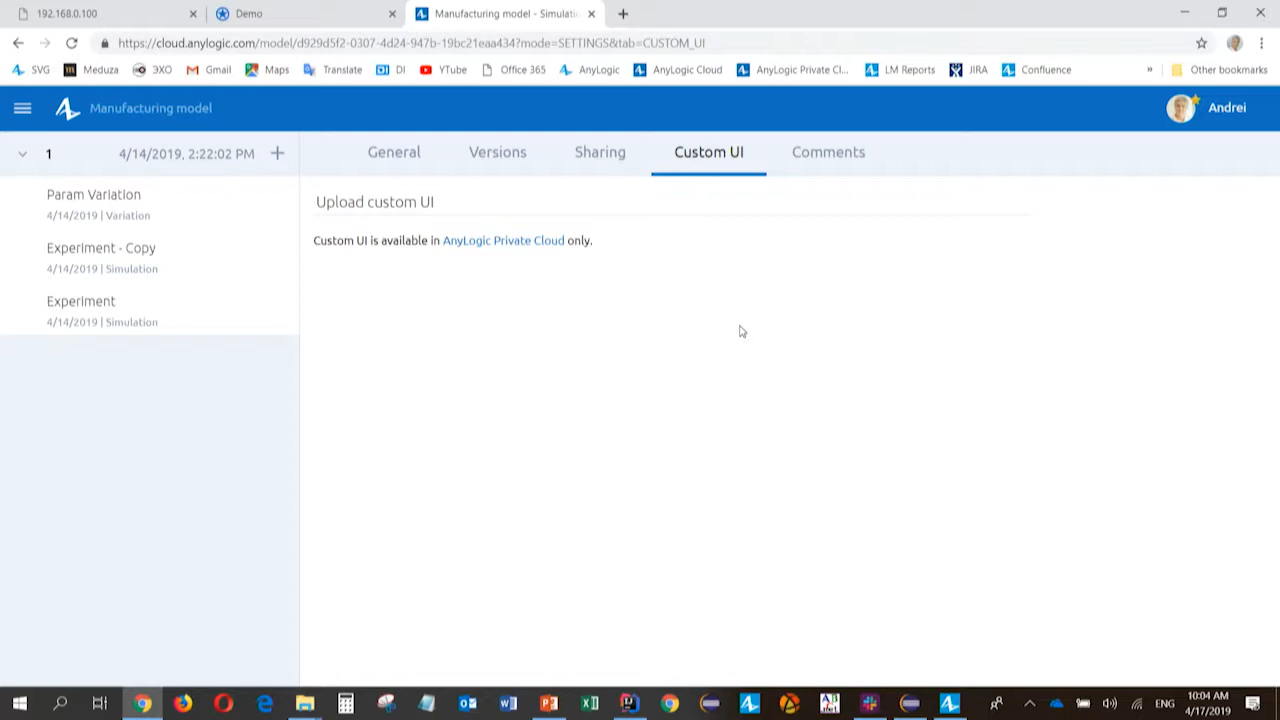 192.168.0.100
Demo
Manufacturing model - Simulati
https://cloud.anylogic.com/model/d929d5f2-0307-4d24-947b-19bc21eaa434?mode=SETTINGS&tab=CUSTOM_UI
SVG Meduza ЭХО Gmail Maps Translate DI YTube Office 365 AnyLogic AnyLogic Cloud AnyLogic Private Cl... LM Reports JIRA Confluence » Other bookmarks
Manufacturing model
Andrei
1 4/14/2019, 2:22:02 PM
General Versions Sharing Custom UI Comments
Param Variation
4/14/2019 | Variation
Experiment - Copy
4/14/2019 | Simulation
Experiment
4/14/2019 | Simulation
Upload custom UI
Custom UI is available in AnyLogic Private Cloud only.
ENG
10:04 AM
4/17/2019